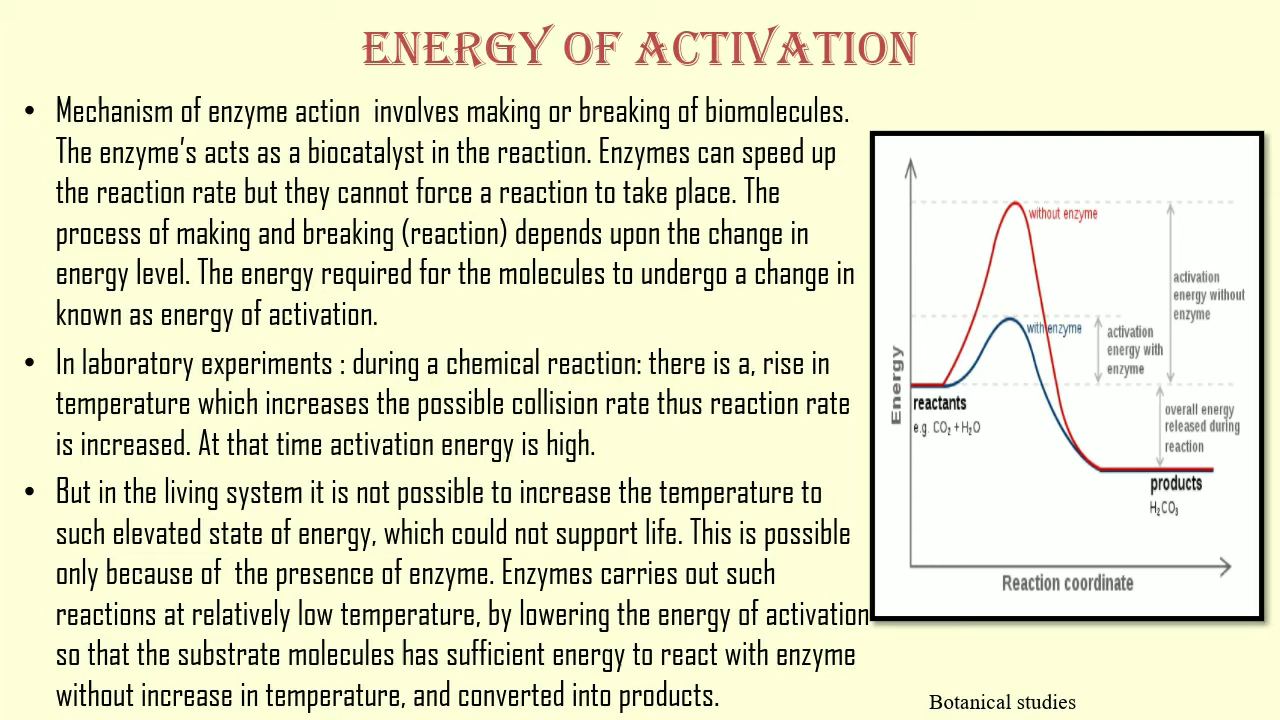 ENERGY OF ACTIVATION
• Mechanism of enzyme action involves making or breaking of biomolecules.
The enzyme's acts as a biocatalyst in the reaction. Enzymes can speed up
the reaction rate but they cannot force a reaction to take place. The
process of making and breaking (reaction) depends upon the change in
energy level. The energy required for the molecules to undergo a change in
known as energy of activation.
• In laboratory experiments : during a chemical reaction: there is a, rise in
temperature which increases the possible collision rate thus reaction rate
is increased. At that time activation energy is high.
• But in the living system it is not possible to increase the temperature to
such elevated state of energy, which could not support life. This is possible
only because of the presence of enzyme. Enzymes carries out such
reactions at relatively low temperature, by lowering the energy of activation
so that the substrate molecules has sufficient energy to react with enzyme
without increase in temperature, and converted into products.
without enzyme
activation
energy without
enzyme
with enzyme
activation
energy with
enzyme
Energy
reactants
e.g. CO₂ + H₂O
overall energy
released during
reaction
products
H₂CO₃
Reaction coordinate
Botanical studies